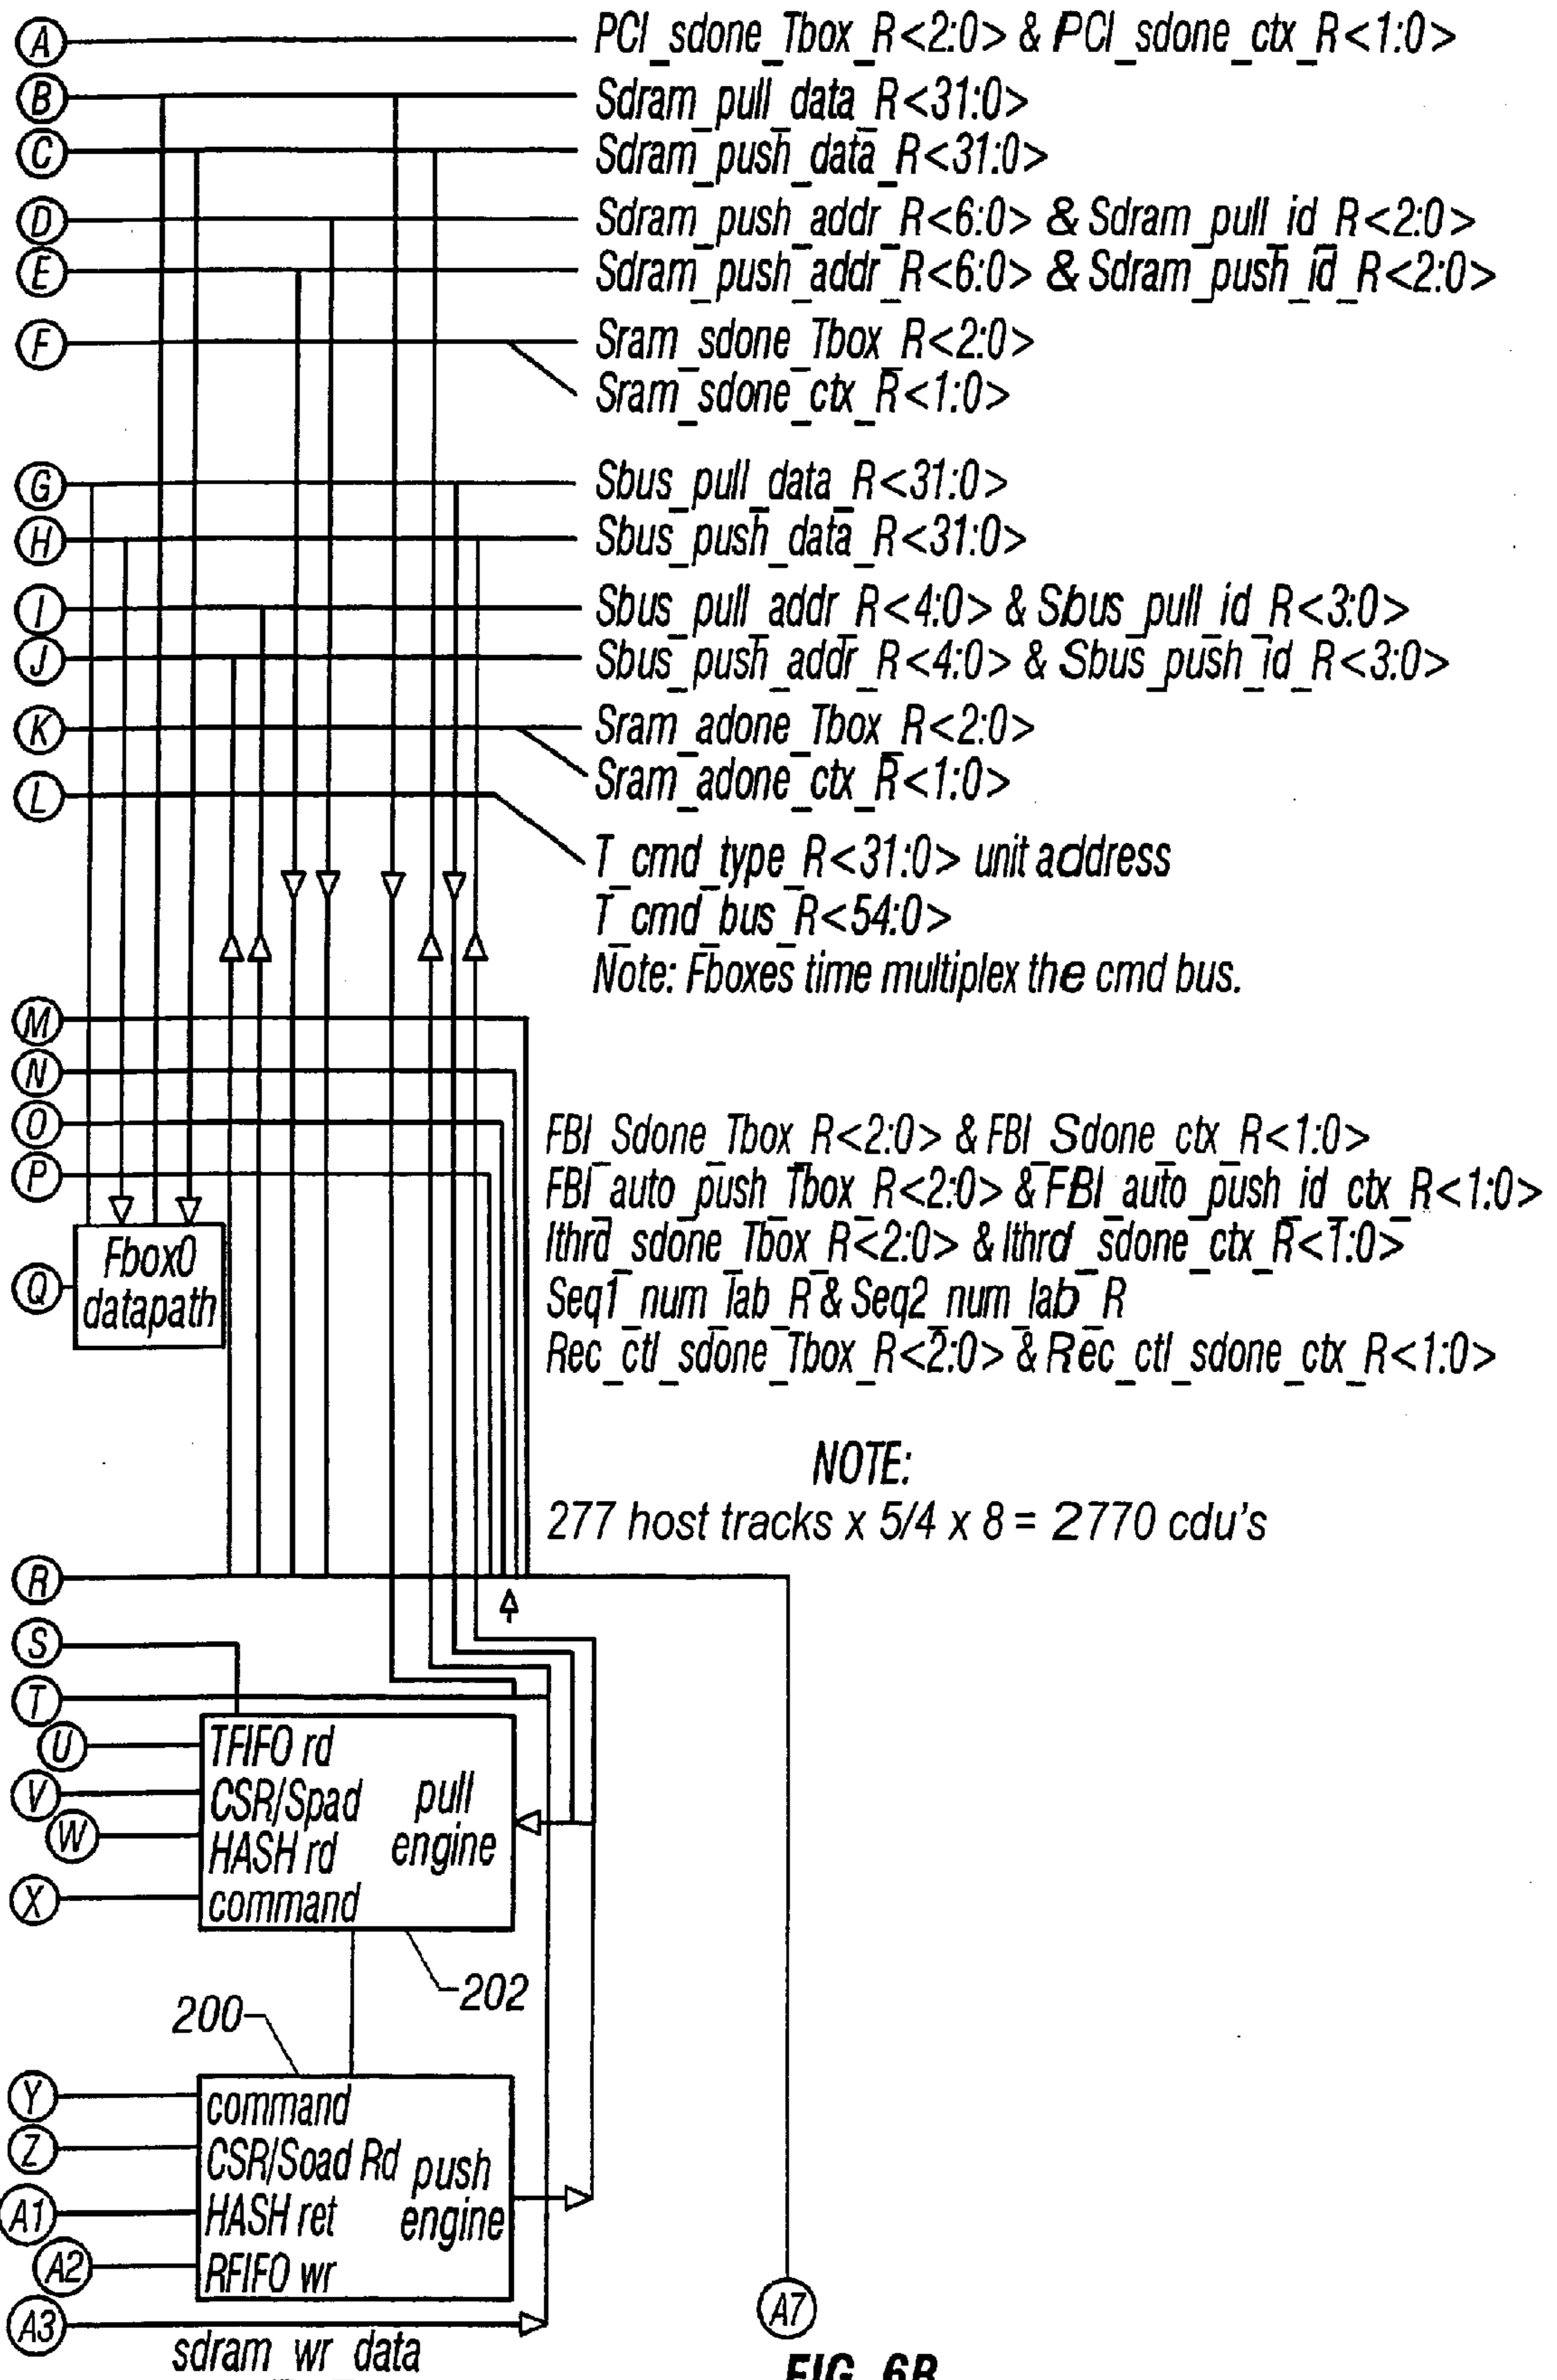 A PCI_sdone_Tbox_R<2:0> & PCI_sdone_ctx_R<1:0>
B Sdram_pull_data_R<31:0>
C Sdram_push_data_R<31:0>
D Sdram_push_addr_R<6:0> & Sdram_pull_id_R<2:0>
E Sdram_push_addr_R<6:0> & Sdram_push_id_R<2:0>
F Sram_sdone_Tbox_R<2:0>
Sram_sdone_ctx_R<1:0>
G Sbus_pull_data_R<31:0>
H Sbus_push_data_R<31:0>
I Sbus_pull_addr_R<4:0> & Sbus_pull_id_R<3:0>
J Sbus_push_addr_R<4:0> & Sbus_push_id_R<3:0>
K Sram_adone_Tbox_R<2:0>
Sram_adone_ctx_R<1:0>
L
T_cmd_type_R<31:0> unit address
T_cmd_bus_R<54:0>
Note: Fboxes time multiplex the cmd bus.
M
N
O
P
FBI_Sdone_Tbox_R<2:0> & FBI_Sdone_ctx_R<1:0>
FBI_auto_push_Tbox_R<2:0> & FBI_auto_push_id_ctx_R<1:0>
Ithrd_sdone_Tbox_R<2:0> & Ithrd_sdone_ctx_R<1:0>
Seq1_num_lab_R & Seq2_num_lab_R
Rec_ctl_sdone_Tbox_R<2:0> & Rec_ctl_sdone_ctx_R<1:0>
Q
Fbox0
datapath
NOTE:
277 host tracks x 5/4 x 8 = 2770 cdu's
R
S
T
U TFIFO rd
V CSR/Spad
W HASH rd
X command
pull
engine
202
200
Y command
Z CSR/Soad Rd
A1 HASH ret
A2 RFIFO wr
push
engine
A3
sdram_wr_data
A7
FIG. 6B